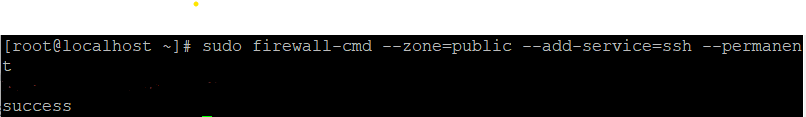 [root@localhost ~]# sudo firewall-cmd --zone=public --add-service=ssh --permanen
t
success